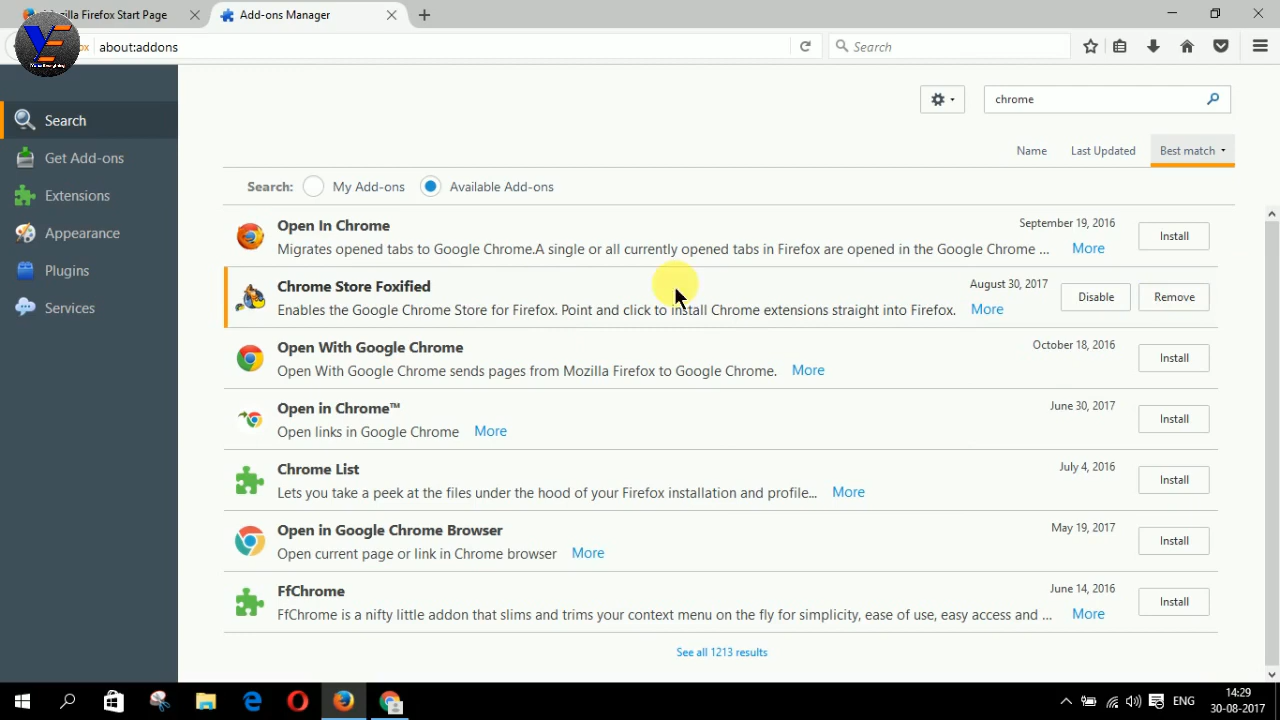 Mozilla Firefox Start Page
Add-ons Manager
about:addons
Search
chrome
Search
Get Add-ons
Extensions
Appearance
Plugins
Services
Name
Last Updated
Best match
Search:
My Add-ons
Available Add-ons
Open In Chrome
September 19, 2016
Install
Migrates opened tabs to Google Chrome.A single or all currently opened tabs in Firefox are opened in the Google Chrome ... More
Chrome Store Foxified
August 30, 2017
Disable
Remove
Enables the Google Chrome Store for Firefox. Point and click to install Chrome extensions straight into Firefox. More
Open With Google Chrome
October 18, 2016
Install
Open With Google Chrome sends pages from Mozilla Firefox to Google Chrome. More
Open in Chrome™
June 30, 2017
Install
Open links in Google Chrome More
Chrome List
July 4, 2016
Install
Lets you take a peek at the files under the hood of your Firefox installation and profile... More
Open in Google Chrome Browser
May 19, 2017
Install
Open current page or link in Chrome browser More
FfChrome
June 14, 2016
Install
FfChrome is a nifty little addon that slims and trims your context menu on the fly for simplicity, ease of use, easy access and ... More
See all 1213 results
ENG
14:29
30-08-2017